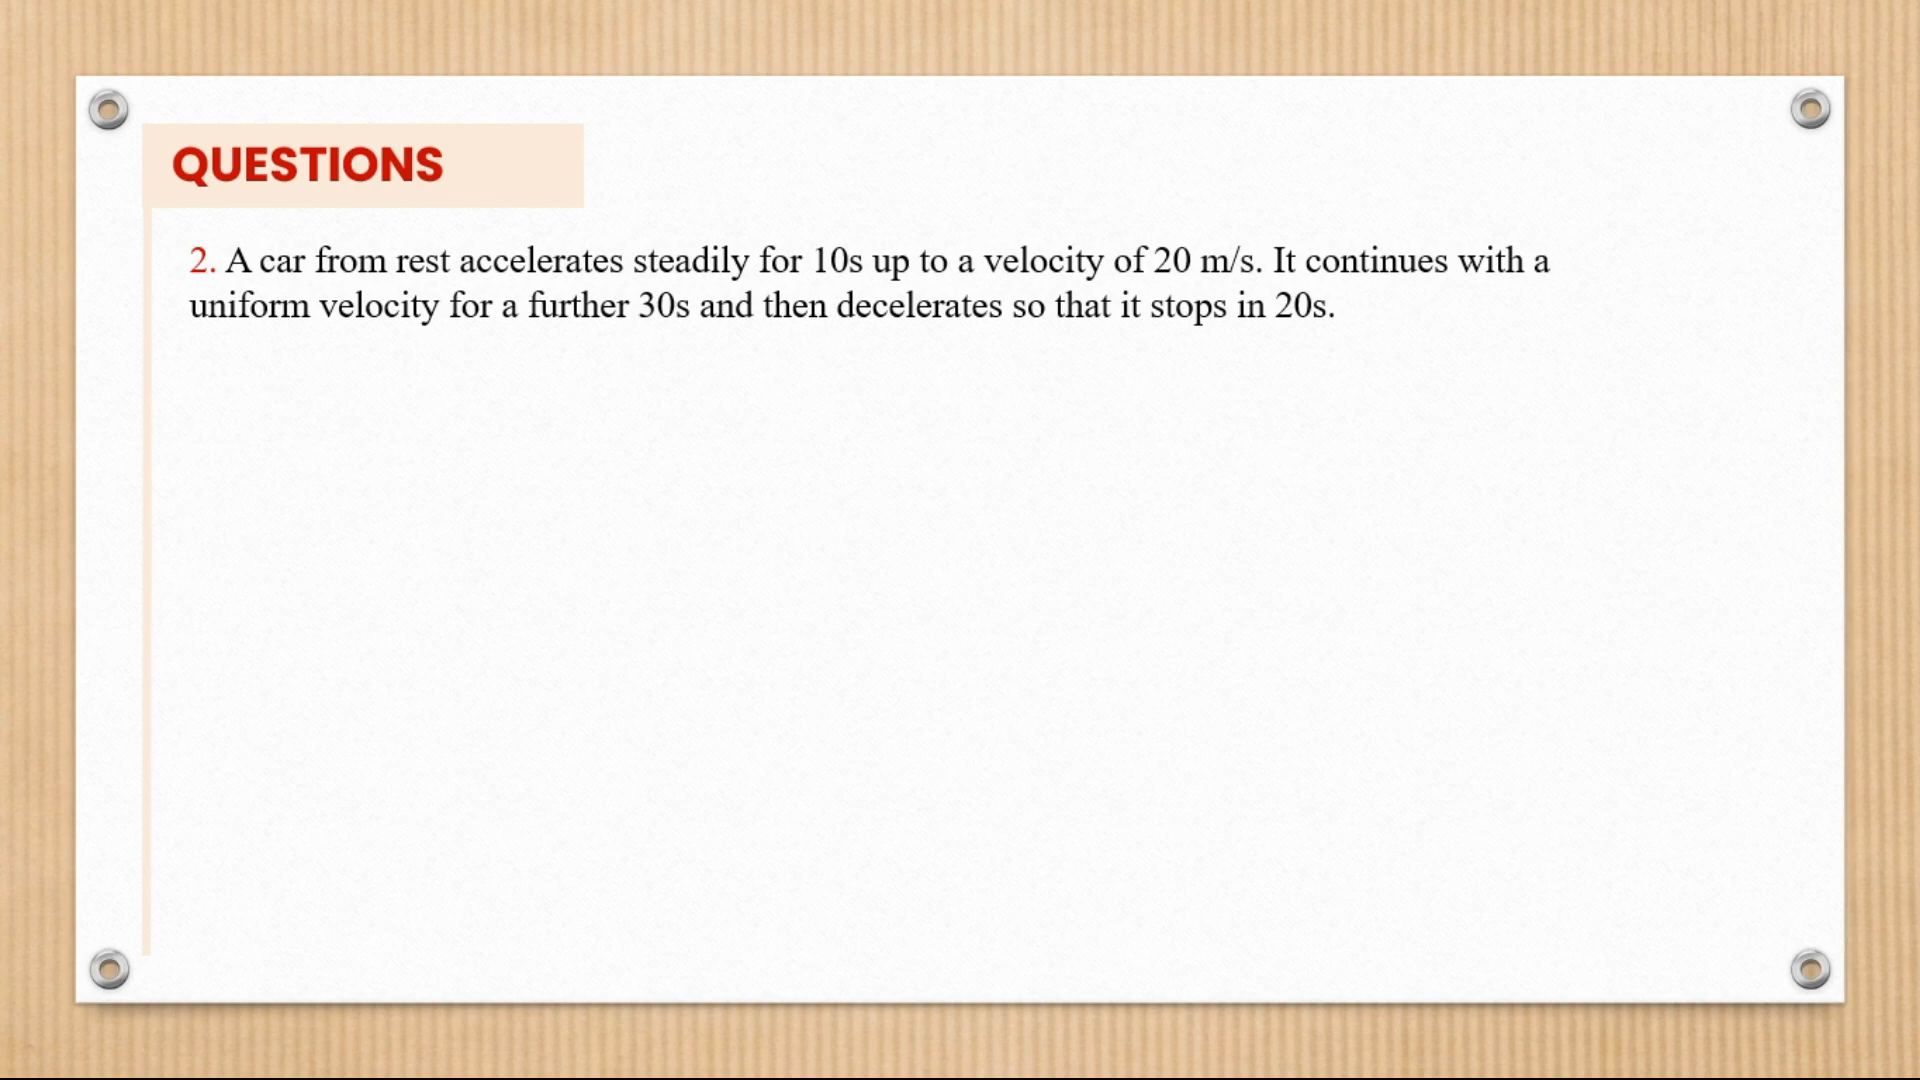 QUESTIONS
2. A car from rest accelerates steadily for 10s up to a velocity of 20 m/s. It continues with a
uniform velocity for a further 30s and then decelerates so that it stops in 20s.